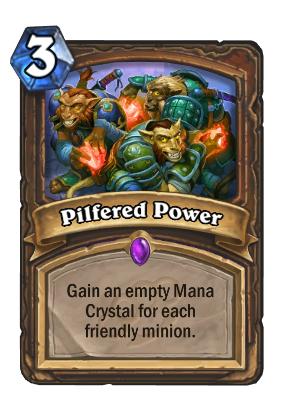 3
Pilfered Power
Gain an empty Mana
Crystal for each
friendly minion.